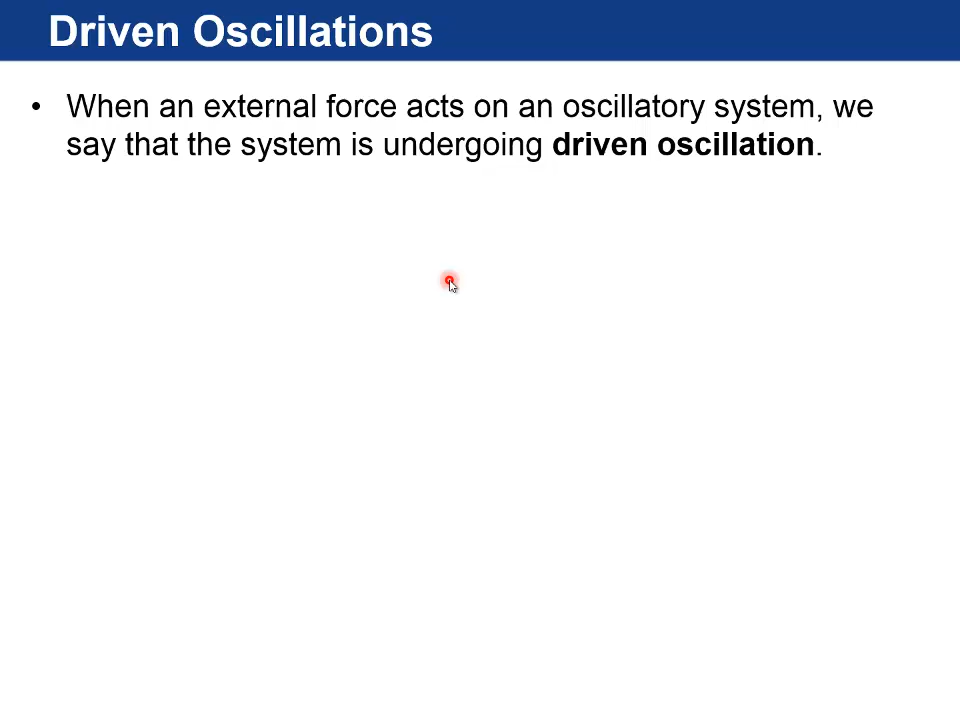 Driven Oscillations
• When an external force acts on an oscillatory system, we
say that the system is undergoing driven oscillation.